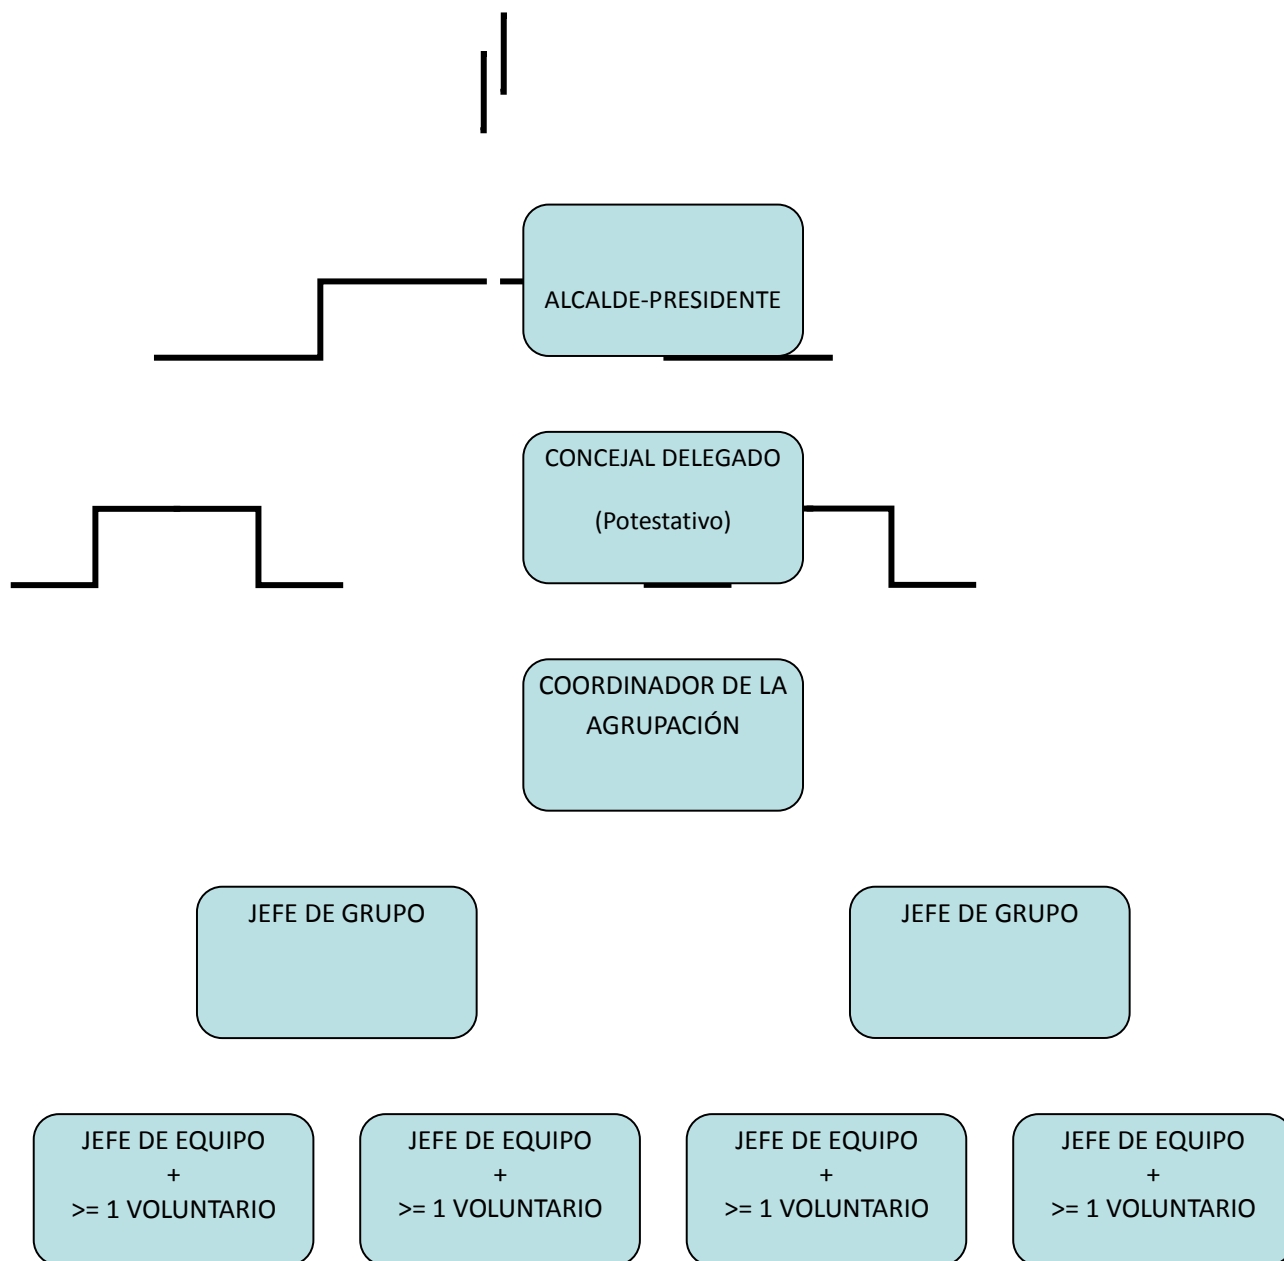 ALCALDE-PRESIDENTE
CONCEJAL DELEGADO
(Potestativo)
COORDINADOR DE LA
AGRUPACIÓN
JEFE DE GRUPO
JEFE DE GRUPO
JEFE DE EQUIPO
+
>= 1 VOLUNTARIO
JEFE DE EQUIPO
+
>= 1 VOLUNTARIO
JEFE DE EQUIPO
+
>= 1 VOLUNTARIO
JEFE DE EQUIPO
+
>= 1 VOLUNTARIO